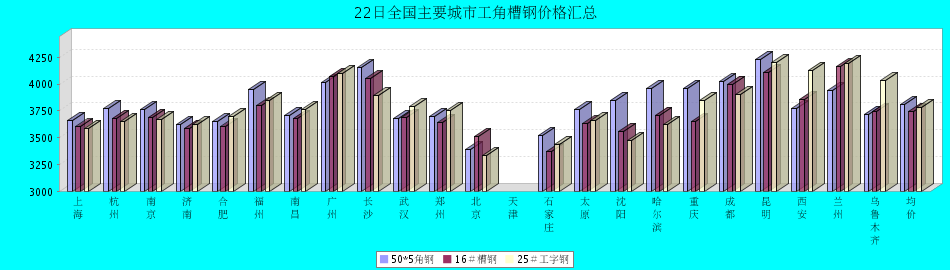 22日全国主要城市工角槽钢价格汇总
4250
4000
3750
3500
3250
3000
上海
杭州
南京
济南
合肥
福州
南昌
广州
长沙
武汉
郑州
北京
天津
石家庄
太原
沈阳
哈尔滨
重庆
成都
昆明
西安
兰州
乌鲁木齐
均价
50*5角钢 16#槽钢 25#工字钢